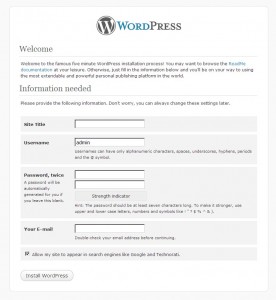 WORDPRESS
Welcome
Welcome to the famous five minute WordPress installation process! You may want to browse the ReadMe
documentation at your leisure. Otherwise, just fill in the information below and you'll be on your way to using
the most extendable and powerful personal publishing platform in the world.
Information needed
Please provide the following information. Don't worry, you can always change these settings later.
Site Title
Username
admin
Usernames can have only alphanumeric characters, spaces, underscores, hyphens, periods
and the @ symbol.
Password, twice
A password will be
automatically
generated for you if
you leave this blank.
Strength indicator
Hint: The password should be at least seven characters long. To make it stronger, use
upper and lower case letters, numbers and symbols like ! " ? $ % ^ & ).
Your E-mail
Double-check your email address before continuing.
Allow my site to appear in search engines like Google and Technorati.
Install WordPress